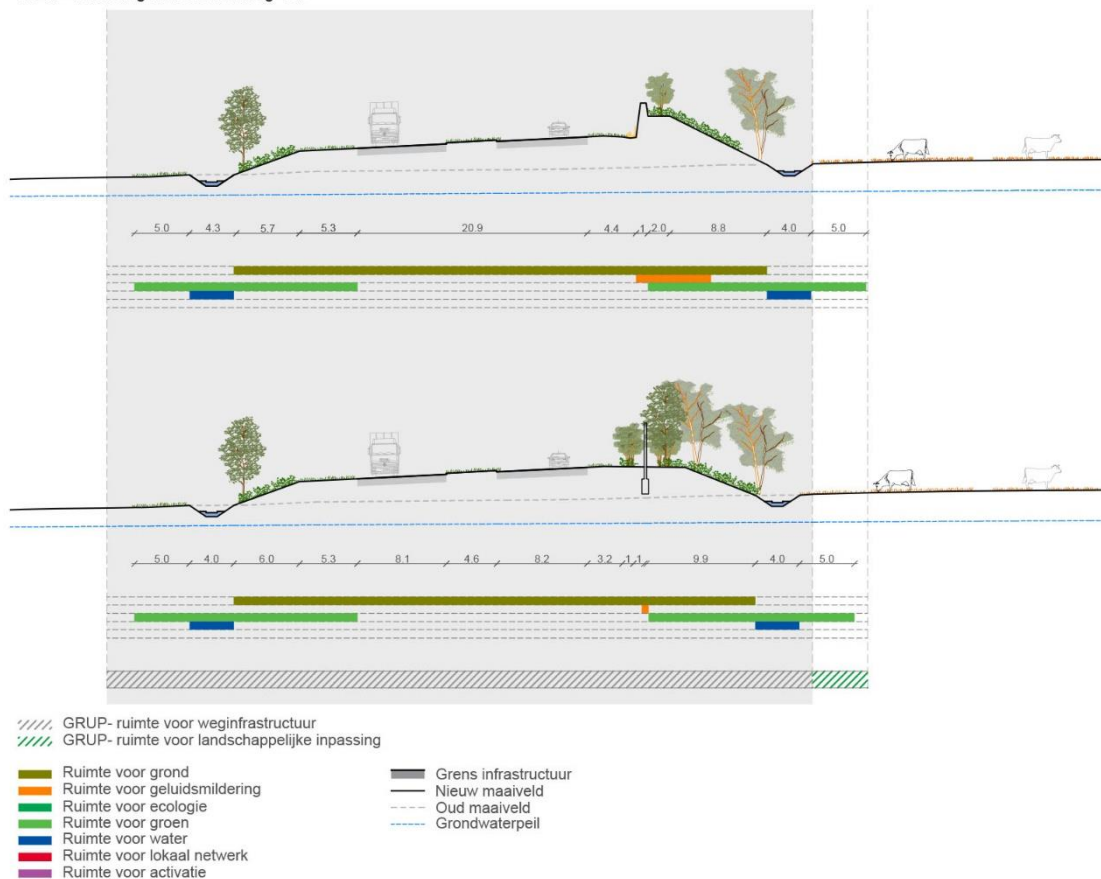 5.0 4.3 5.7 5.3 20.9 4.4 1 2.0 8.8 4.0 5.0
5.0 4.0 6.0 5.3 8.1 4.6 8.2 3.2 1 1 9.9 4.0 5.0
GRUP- ruimte voor weginfrastructuur
GRUP- ruimte voor landschappelijke inpassing
Ruimte voor grond
Ruimte voor geluidsmildering
Ruimte voor ecologie
Ruimte voor groen
Ruimte voor water
Ruimte voor lokaal netwerk
Ruimte voor activatie
Grens infrastructuur
Nieuw maaiveld
Oud maaiveld
Grondwaterpeil